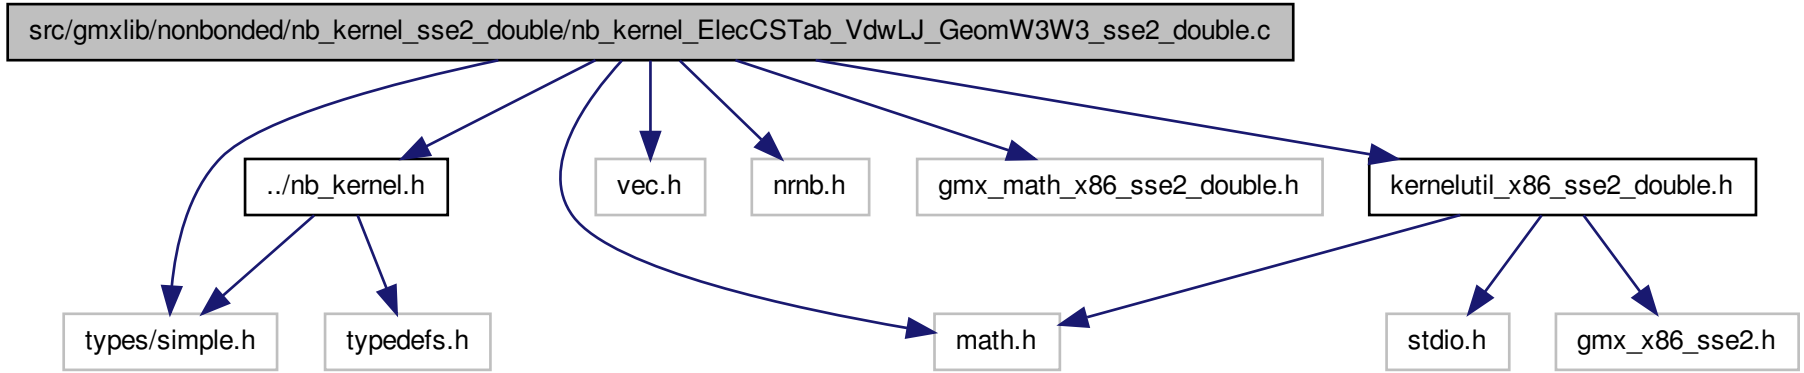 src/gmxlib/nonbonded/nb_kernel_sse2_double/nb_kernel_ElecCSTab_VdwLJ_GeomW3W3_sse2_double.c
../nb_kernel.h
vec.h
nrnb.h
gmx_math_x86_sse2_double.h
kernelutil_x86_sse2_double.h
types/simple.h
typedefs.h
math.h
stdio.h
gmx_x86_sse2.h